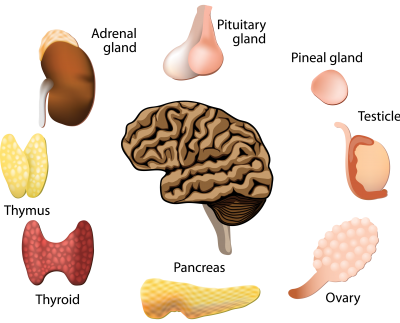 Adrenal
gland
Pituitary
gland
Pineal gland
Testicle
Thymus
Thyroid
Pancreas
Ovary